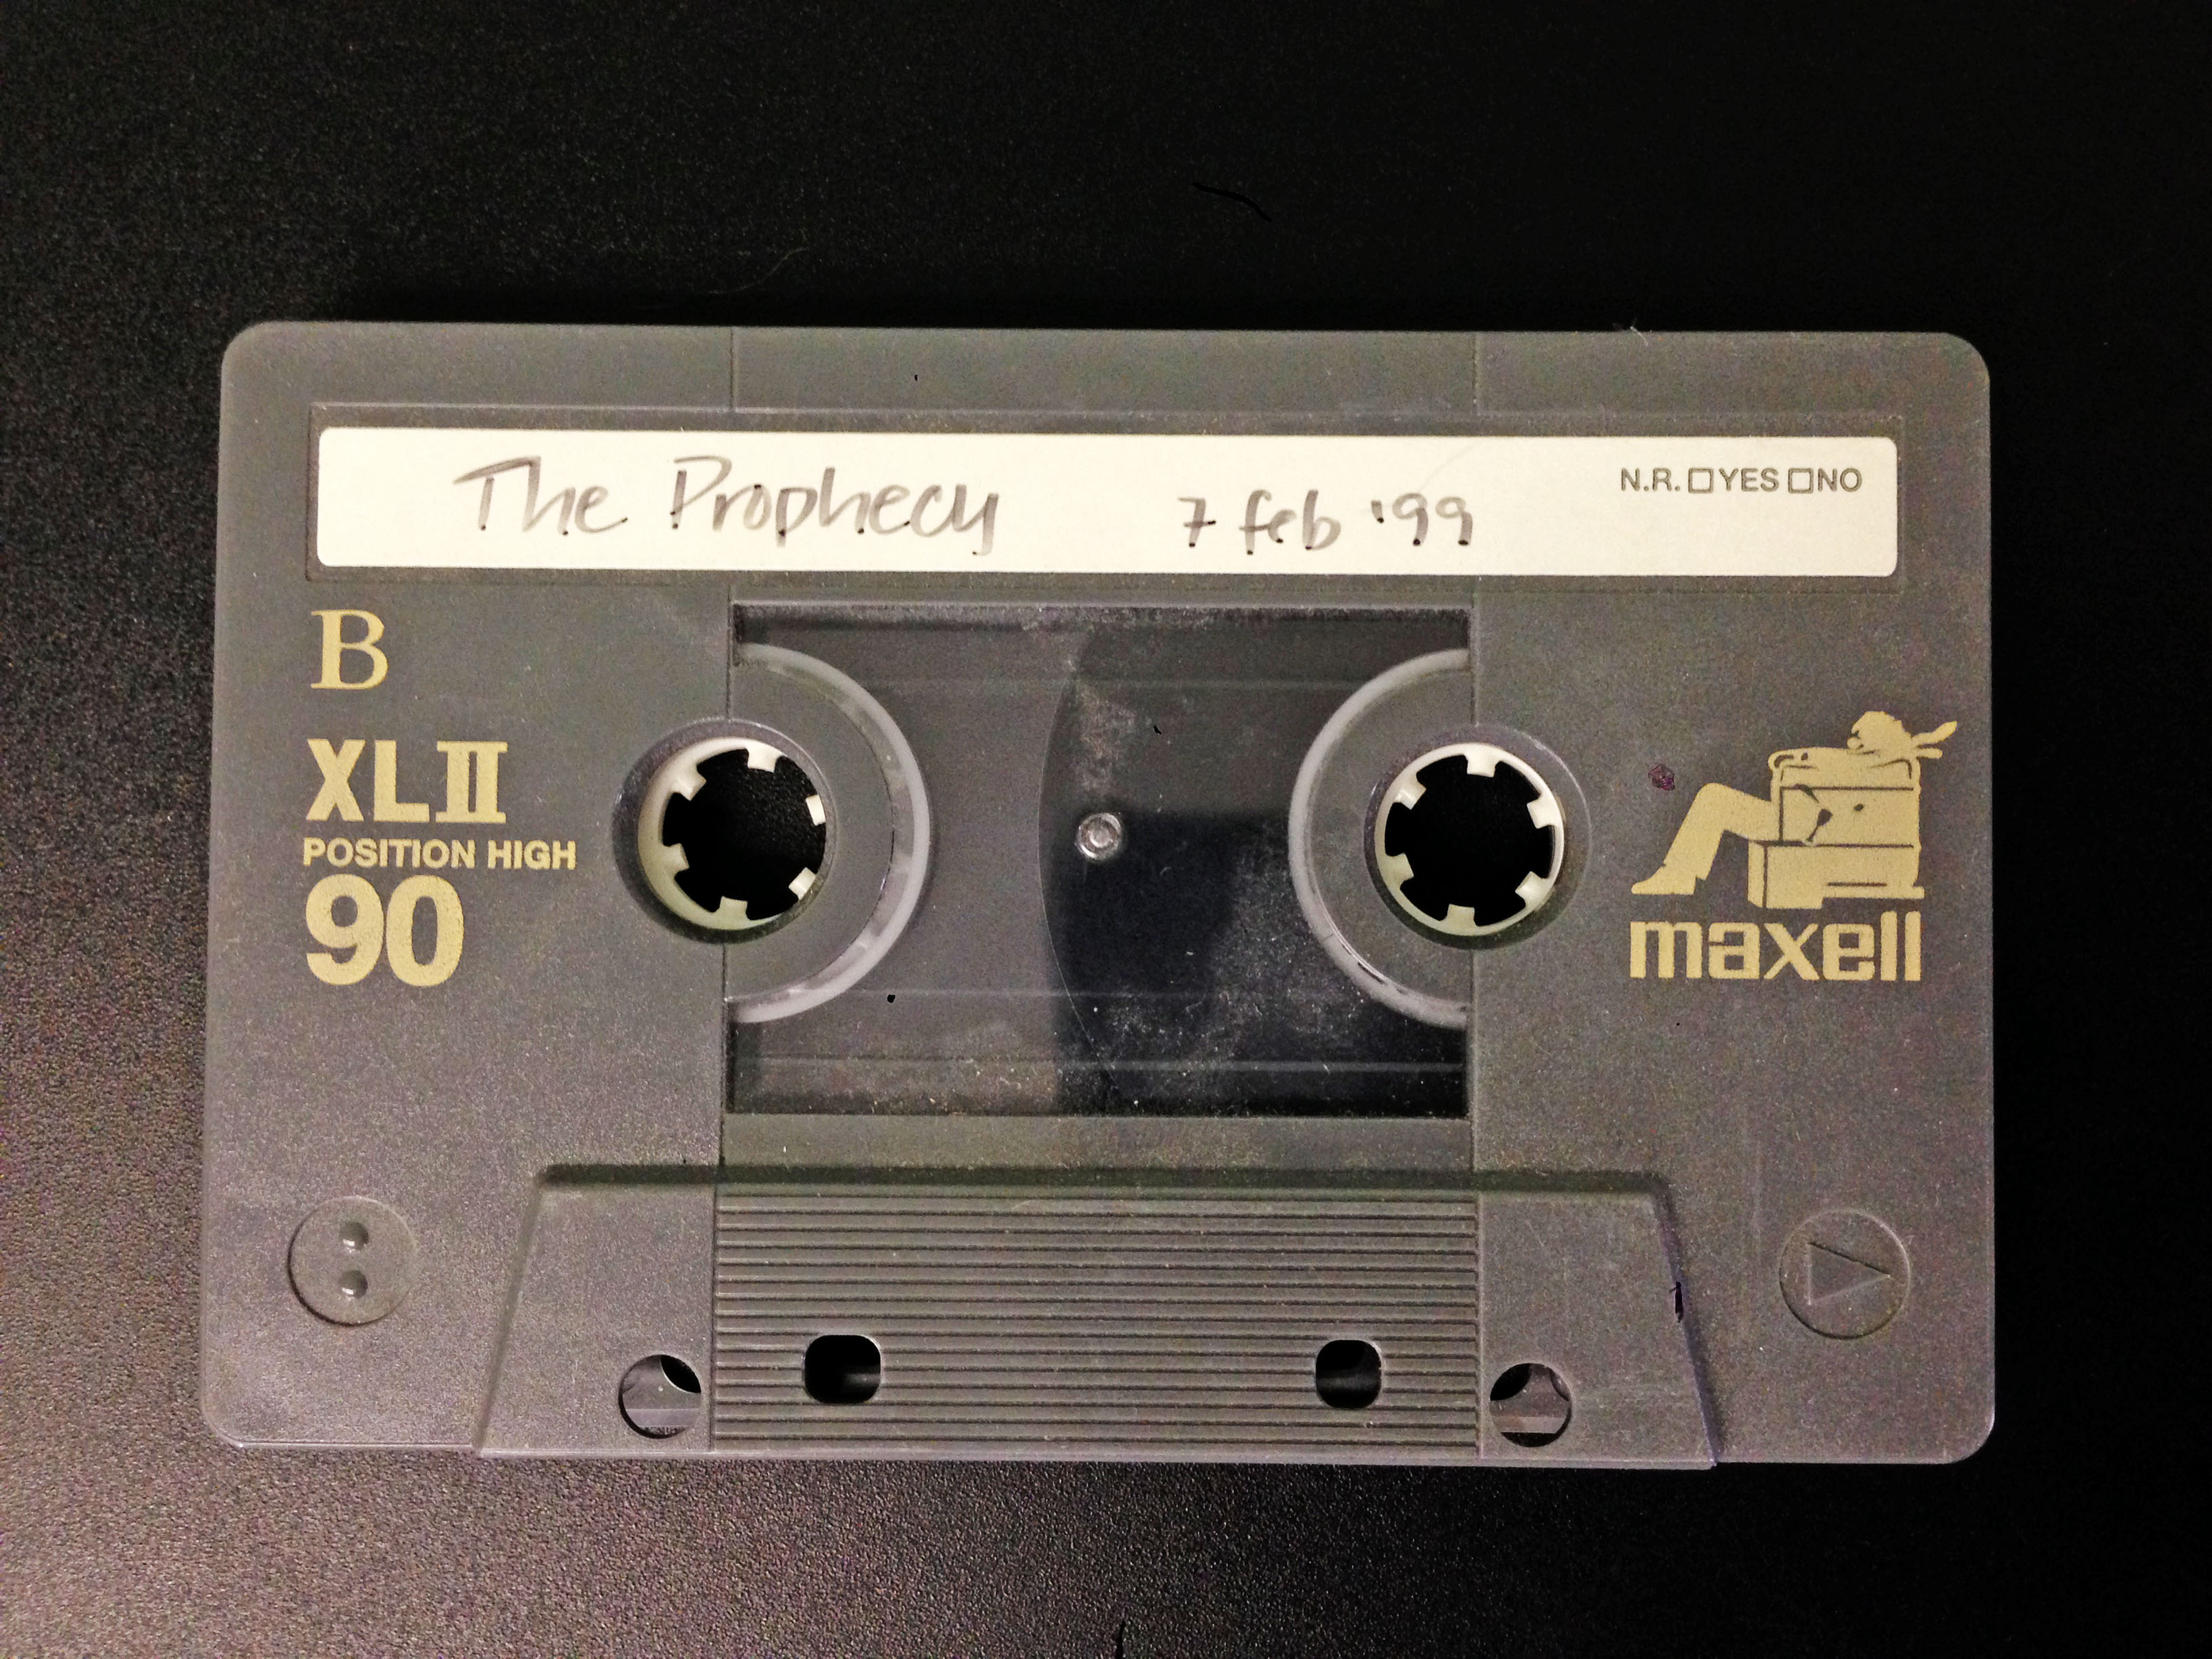 The Prophecy 7 feb '99 N.R. ☐YES ☐NO
B
XLII
POSITION HIGH
90
maxell